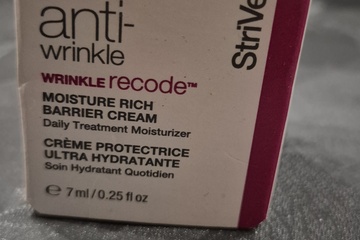 anti-
wrinkle
WRINKLE recode™
MOISTURE RICH
BARRIER CREAM
Daily Treatment Moisturizer
CRÈME PROTECTRICE
ULTRA HYDRATANTE
Soin Hydratant Quotidien
℮ 7 ml / 0.25 fl oz
StriVe